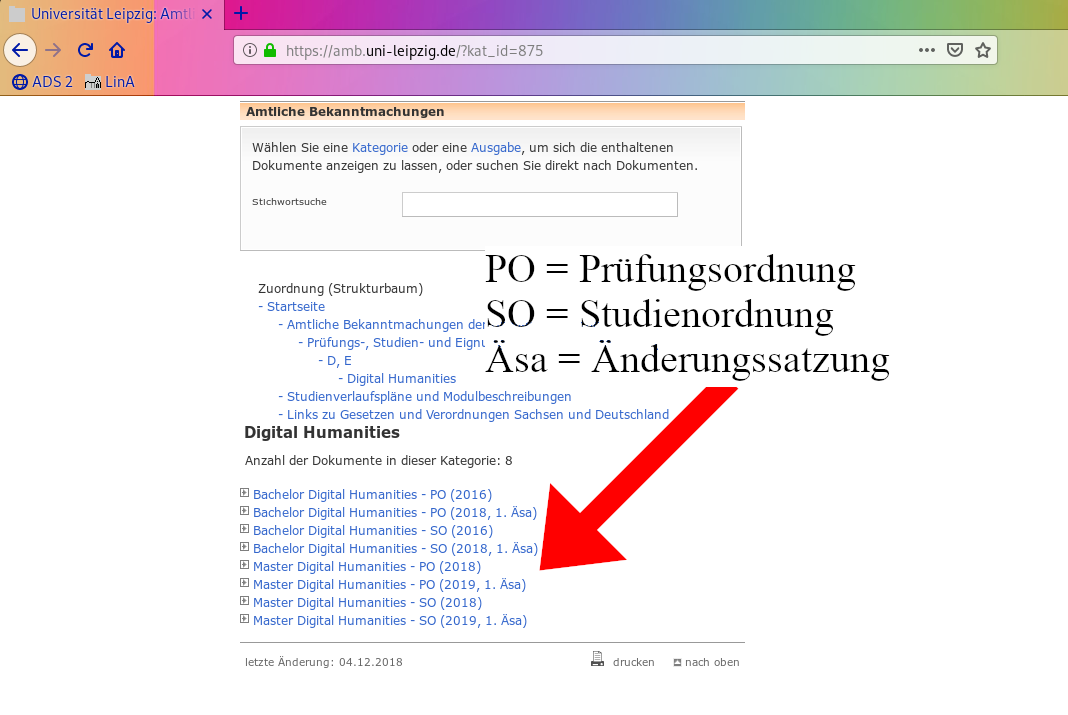 Universität Leipzig: Amtl
https://amb.uni-leipzig.de/?kat_id=875
ADS 2 LinA
Amtliche Bekanntmachungen
Wählen Sie eine Kategorie oder eine Ausgabe, um sich die enthaltenen
Dokumente anzeigen zu lassen, oder suchen Sie direkt nach Dokumenten.
Stichwortsuche
PO = Prüfungsordnung
SO = Studienordnung
Äsa = Änderungssatzung
Zuordnung (Strukturbaum)
- Startseite
- Amtliche Bekanntmachungen der
- Prüfungs-, Studien- und Eignu
- D, E
- Digital Humanities
- Studienverlaufspläne und Modulbeschreibungen
- Links zu Gesetzen und Verordnungen Sachsen und Deutschland
Digital Humanities
Anzahl der Dokumente in dieser Kategorie: 8
Bachelor Digital Humanities - PO (2016)
Bachelor Digital Humanities - PO (2018, 1. Äsa)
Bachelor Digital Humanities - SO (2016)
Bachelor Digital Humanities - SO (2018, 1. Äsa)
Master Digital Humanities - PO (2018)
Master Digital Humanities - PO (2019, 1. Äsa)
Master Digital Humanities - SO (2018)
Master Digital Humanities - SO (2019, 1. Äsa)
letzte Änderung: 04.12.2018 drucken nach oben